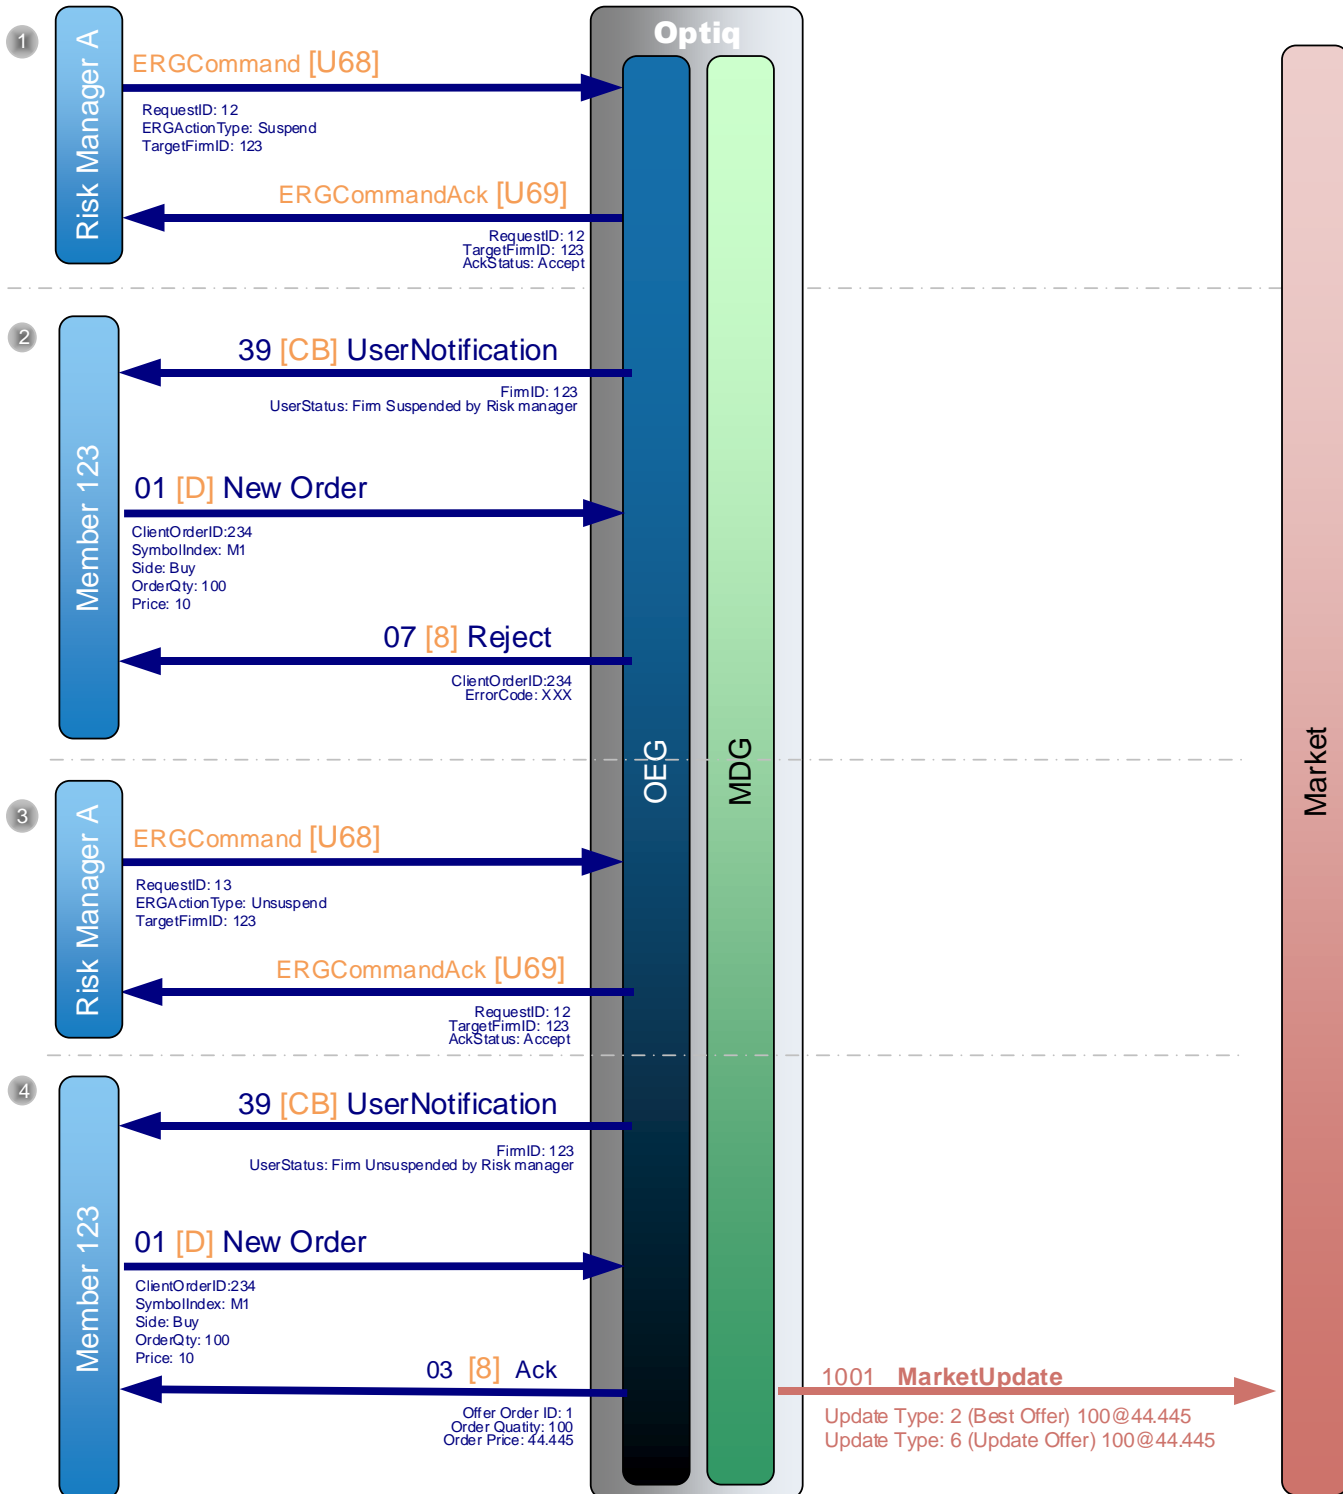 Optiq
1
Risk Manager A
ERGCommand [U68]
RequestID: 12
ERGActionType: Suspend
TargetFirmID: 123
ERGCommandAck [U69]
RequestID: 12
TargetFirmID: 123
AckStatus: Accept
2
Member 123
39 [CB] UserNotification
FirmID: 123
UserStatus: Firm Suspended by Risk manager
01 [D] New Order
ClientOrderID:234
SymbolIndex: M1
Side: Buy
OrderQty: 100
Price: 10
07 [8] Reject
ClientOrderID:234
ErrorCode: XXX
OEG
MDG
Market
3
Risk Manager A
ERGCommand [U68]
RequestID: 13
ERGActionType: Unsuspend
TargetFirmID: 123
ERGCommandAck [U69]
RequestID: 12
TargetFirmID: 123
AckStatus: Accept
4
Member 123
39 [CB] UserNotification
FirmID: 123
UserStatus: Firm Unsuspended by Risk manager
01 [D] New Order
ClientOrderID:234
SymbolIndex: M1
Side: Buy
OrderQty: 100
Price: 10
03 [8] Ack
Offer Order ID: 1
Order Quatity: 100
Order Price: 44.445
1001 MarketUpdate
Update Type: 2 (Best Offer) 100@44.445
Update Type: 6 (Update Offer) 100@44.445